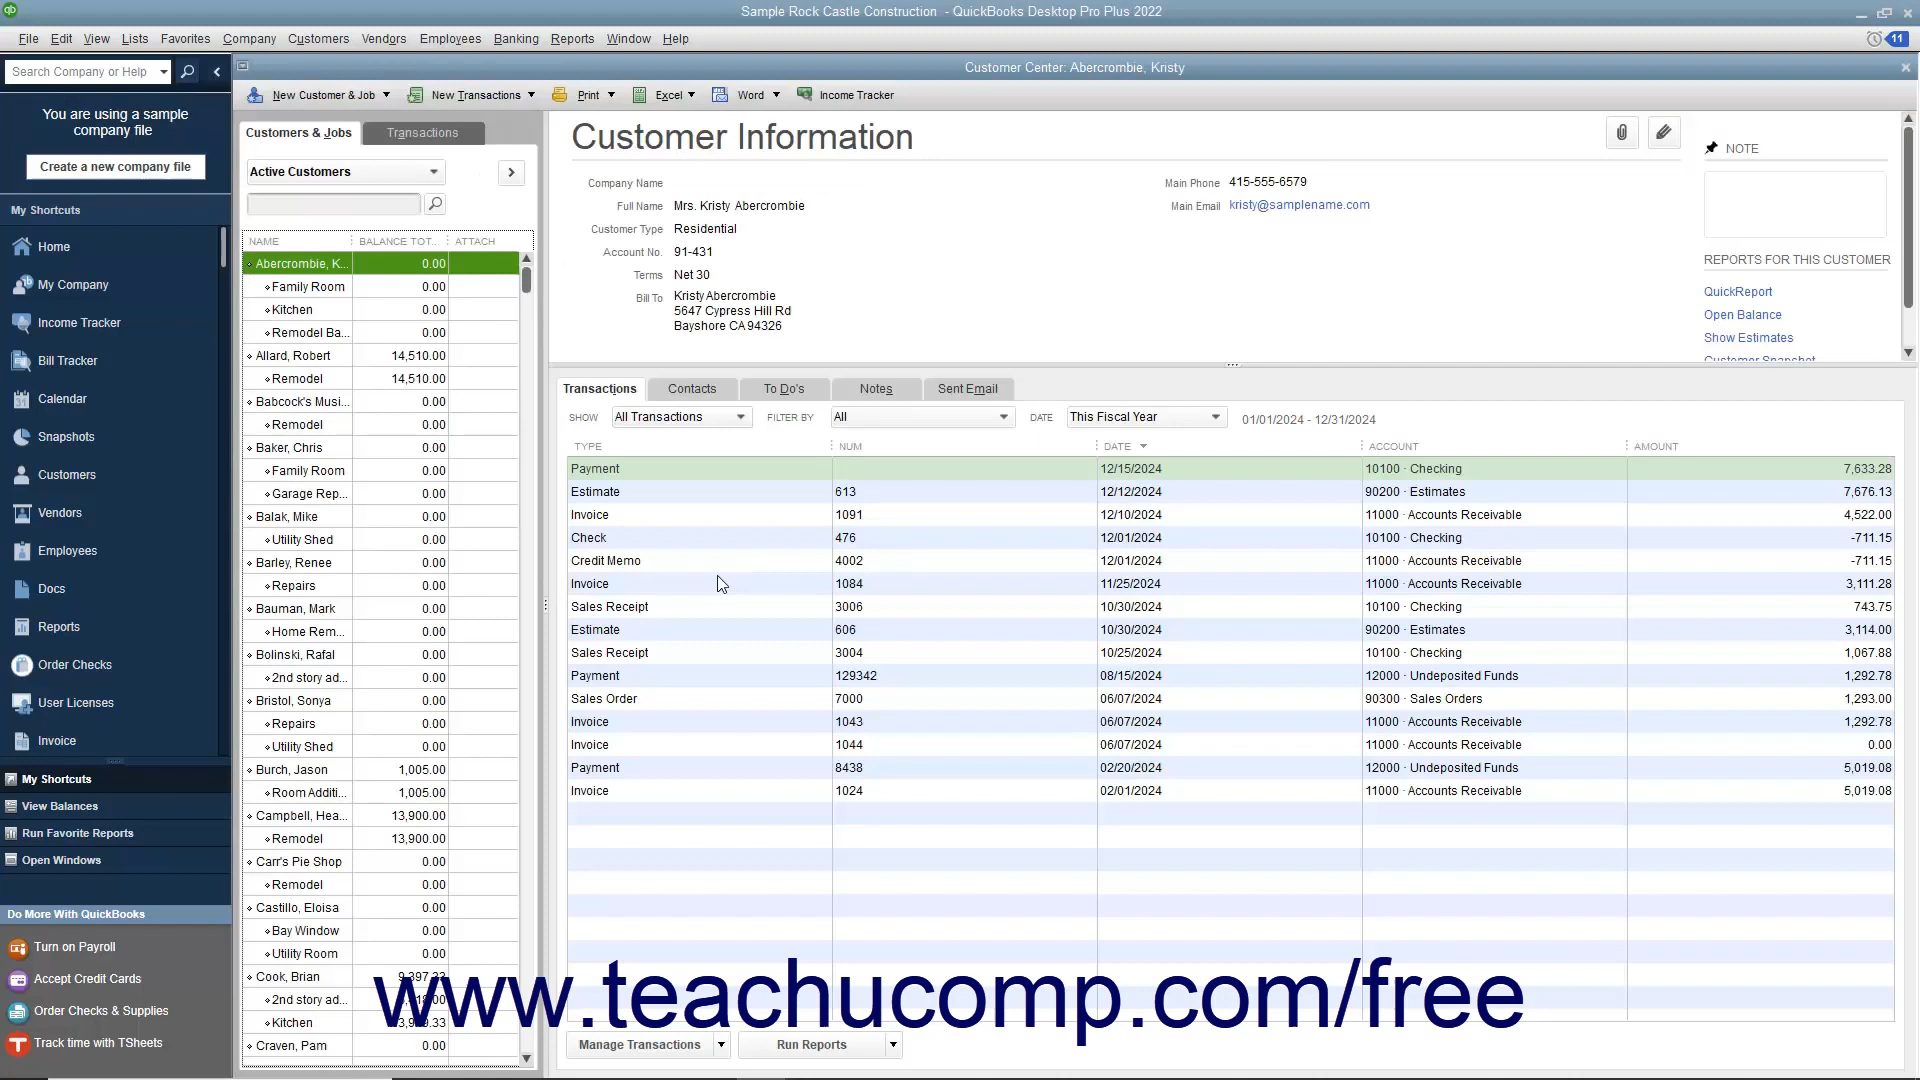 Sample Rock Castle Construction - QuickBooks Desktop Pro Plus 2022
File Edit View Lists Favorites Company Customers Vendors Employees Banking Reports Window Help
11
Search Company or Help
Customer Center: Abercrombie, Kristy
New Customer & Job New Transactions Print Excel Word Income Tracker
You are using a sample
company file
Create a new company file
My Shortcuts
Home
My Company
Income Tracker
Bill Tracker
Calendar
Snapshots
Customers
Vendors
Employees
Docs
Reports
Order Checks
User Licenses
Invoice
My Shortcuts
View Balances
Run Favorite Reports
Open Windows
Do More With QuickBooks
Turn on Payroll
Accept Credit Cards
Order Checks & Supplies
Track time with TSheets
Customers & Jobs Transactions
Active Customers
NAME BALANCE TOT... ATTACH
Abercrombie, K... 0.00
Family Room 0.00
Kitchen 0.00
Remodel Ba... 0.00
Allard, Robert 14,510.00
Remodel 14,510.00
Babcock's Musi... 0.00
Remodel 0.00
Baker, Chris 0.00
Family Room 0.00
Garage Rep... 0.00
Balak, Mike 0.00
Utility Shed 0.00
Barley, Renee 0.00
Repairs 0.00
Bauman, Mark 0.00
Home Rem... 0.00
Bolinski, Rafal 0.00
2nd story ad... 0.00
Bristol, Sonya 0.00
Repairs 0.00
Utility Shed 0.00
Burch, Jason 1,005.00
Room Additi... 1,005.00
Campbell, Hea... 13,900.00
Remodel 13,900.00
Carr's Pie Shop 0.00
Remodel 0.00
Castillo, Eloisa 0.00
Bay Window 0.00
Utility Room 0.00
Cook, Brian
2nd story ad...
Kitchen
Craven, Pam 0.00
Customer Information
Company Name
Full Name Mrs. Kristy Abercrombie
Customer Type Residential
Account No. 91-431
Terms Net 30
Bill To Kristy Abercrombie
5647 Cypress Hill Rd
Bayshore CA 94326
Main Phone 415-555-6579
Main Email kristy@samplename.com
NOTE
REPORTS FOR THIS CUSTOMER
QuickReport
Open Balance
Show Estimates
Customer Snapshot
Transactions Contacts To Do's Notes Sent Email
SHOW All Transactions FILTER BY All DATE This Fiscal Year 01/01/2024 - 12/31/2024
TYPE NUM DATE ACCOUNT AMOUNT
Payment 12/15/2024 10100 · Checking 7,633.28
Estimate 613 12/12/2024 90200 · Estimates 7,676.13
Invoice 1091 12/10/2024 11000 · Accounts Receivable 4,522.00
Check 476 12/01/2024 10100 · Checking -711.15
Credit Memo 4002 12/01/2024 11000 · Accounts Receivable -711.15
Invoice 1084 11/25/2024 11000 · Accounts Receivable 3,111.28
Sales Receipt 3006 10/30/2024 10100 · Checking 743.75
Estimate 606 10/30/2024 90200 · Estimates 3,114.00
Sales Receipt 3004 10/25/2024 10100 · Checking 1,067.88
Payment 129342 08/15/2024 12000 · Undeposited Funds 1,292.78
Sales Order 7000 06/07/2024 90300 · Sales Orders 1,293.00
Invoice 1043 06/07/2024 11000 · Accounts Receivable 1,292.78
Invoice 1044 06/07/2024 11000 · Accounts Receivable 0.00
Payment 8438 02/20/2024 12000 · Undeposited Funds 5,019.08
Invoice 1024 02/01/2024 11000 · Accounts Receivable 5,019.08
www.teachucomp.com/free
Manage Transactions Run Reports